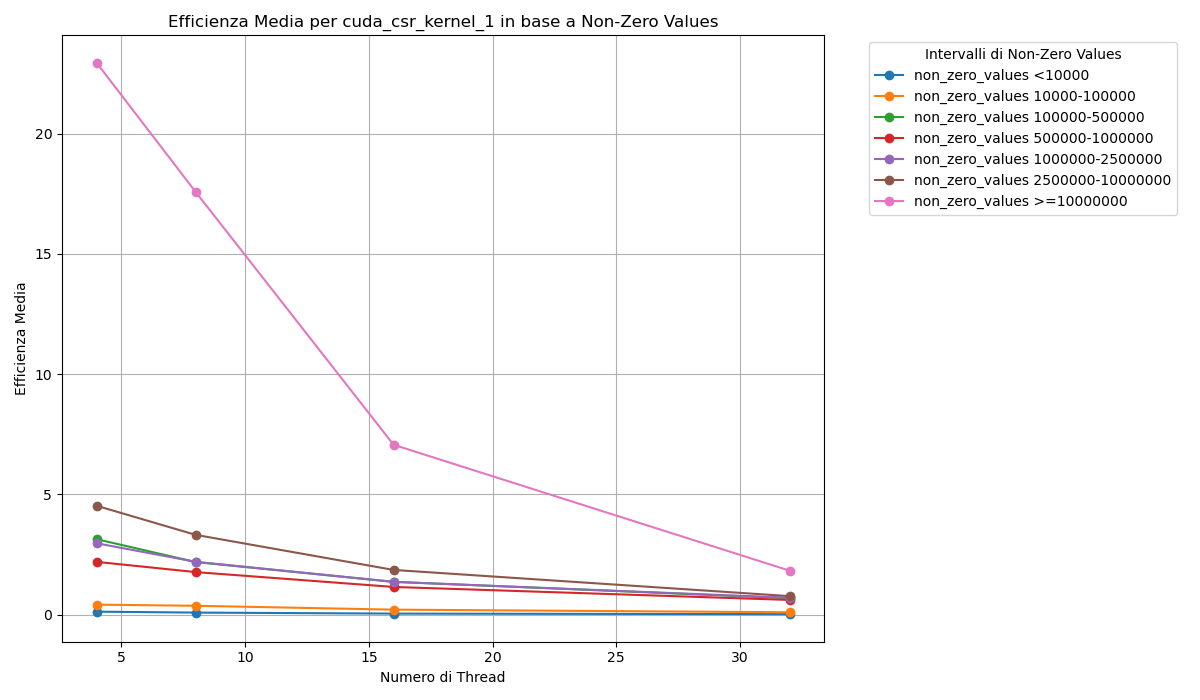 Efficienza Media per cuda_csr_kernel_1 in base a Non-Zero Values
Efficienza Media
20
15
10
5
0
5
10
15
20
25
30
Numero di Thread
Intervalli di Non-Zero Values
non_zero_values <10000
non_zero_values 10000-100000
non_zero_values 100000-500000
non_zero_values 500000-1000000
non_zero_values 1000000-2500000
non_zero_values 2500000-10000000
non_zero_values >=10000000